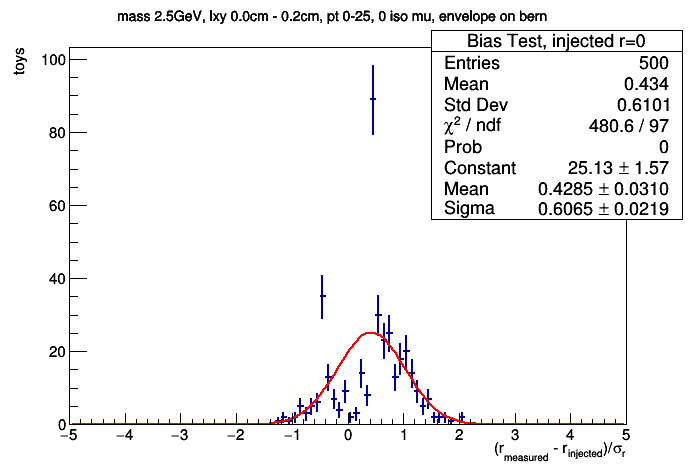 mass 2.5GeV, lxy 0.0cm - 0.2cm, pt 0-25, 0 iso mu, envelope on bern
Bias Test, injected r=0
Entries 500
Mean 0.434
Std Dev 0.6101
χ² / ndf 480.6 / 97
Prob 0
Constant 25.13 ± 1.57
Mean 0.4285 ± 0.0310
Sigma 0.6065 ± 0.0219
toys
100
80
60
40
20
0
−5 −4 −3 −2 −1 0 1 2 3 4 5
(r_measured - r_injected)/σ_r